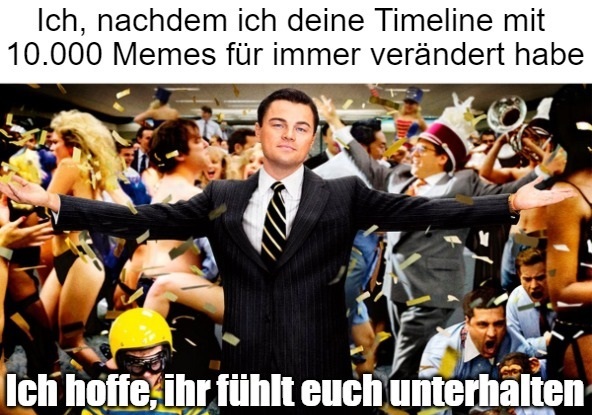 Ich, nachdem ich deine Timeline mit
10.000 Memes für immer verändert habe
Ich hoffe, ihr fühlt euch unterhalten